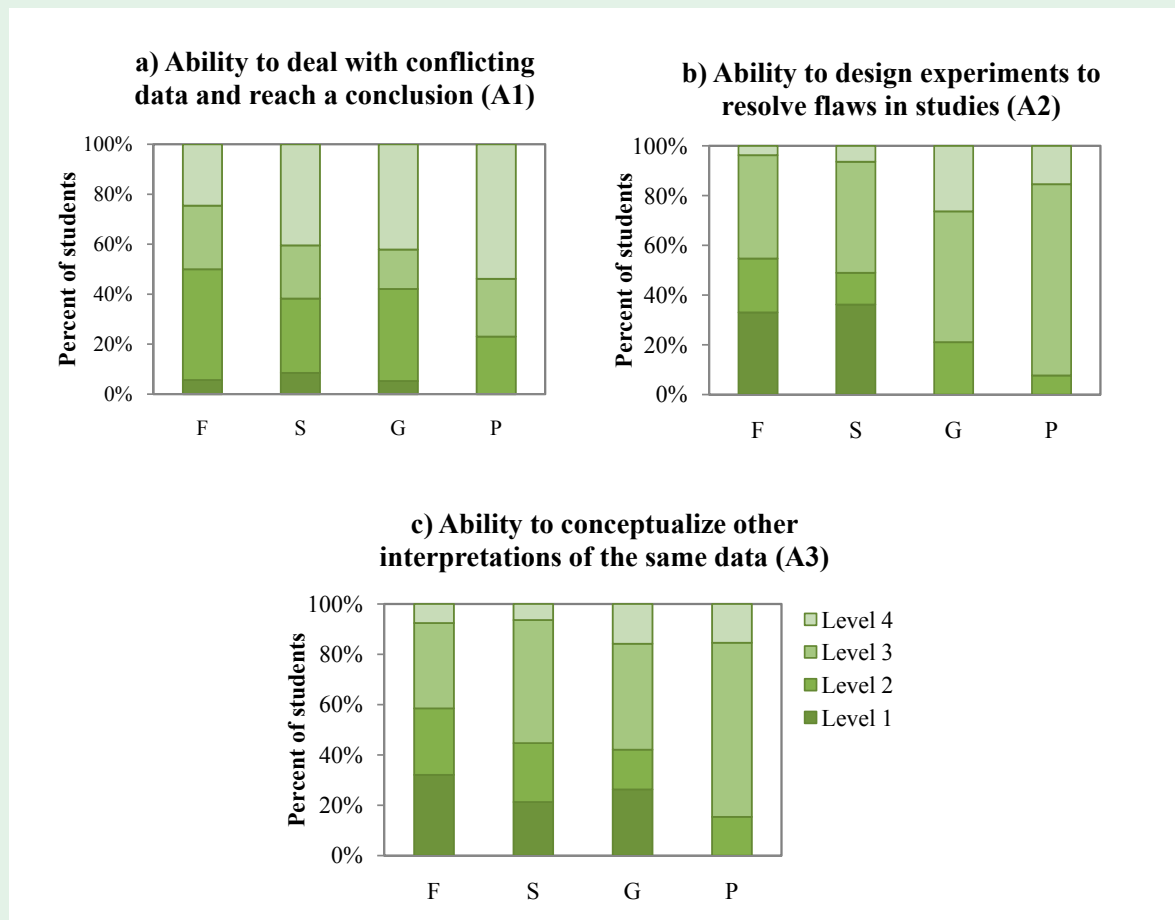 a) Ability to deal with conflicting
data and reach a conclusion (A1)
100%
80%
60%
40%
20%
0%
Percent of students
F S G P
b) Ability to design experiments to
resolve flaws in studies (A2)
100%
80%
60%
40%
20%
0%
Percent of students
F S G P
c) Ability to conceptualize other
interpretations of the same data (A3)
100%
80%
60%
40%
20%
0%
Percent of students
F S G P
Level 4
Level 3
Level 2
Level 1